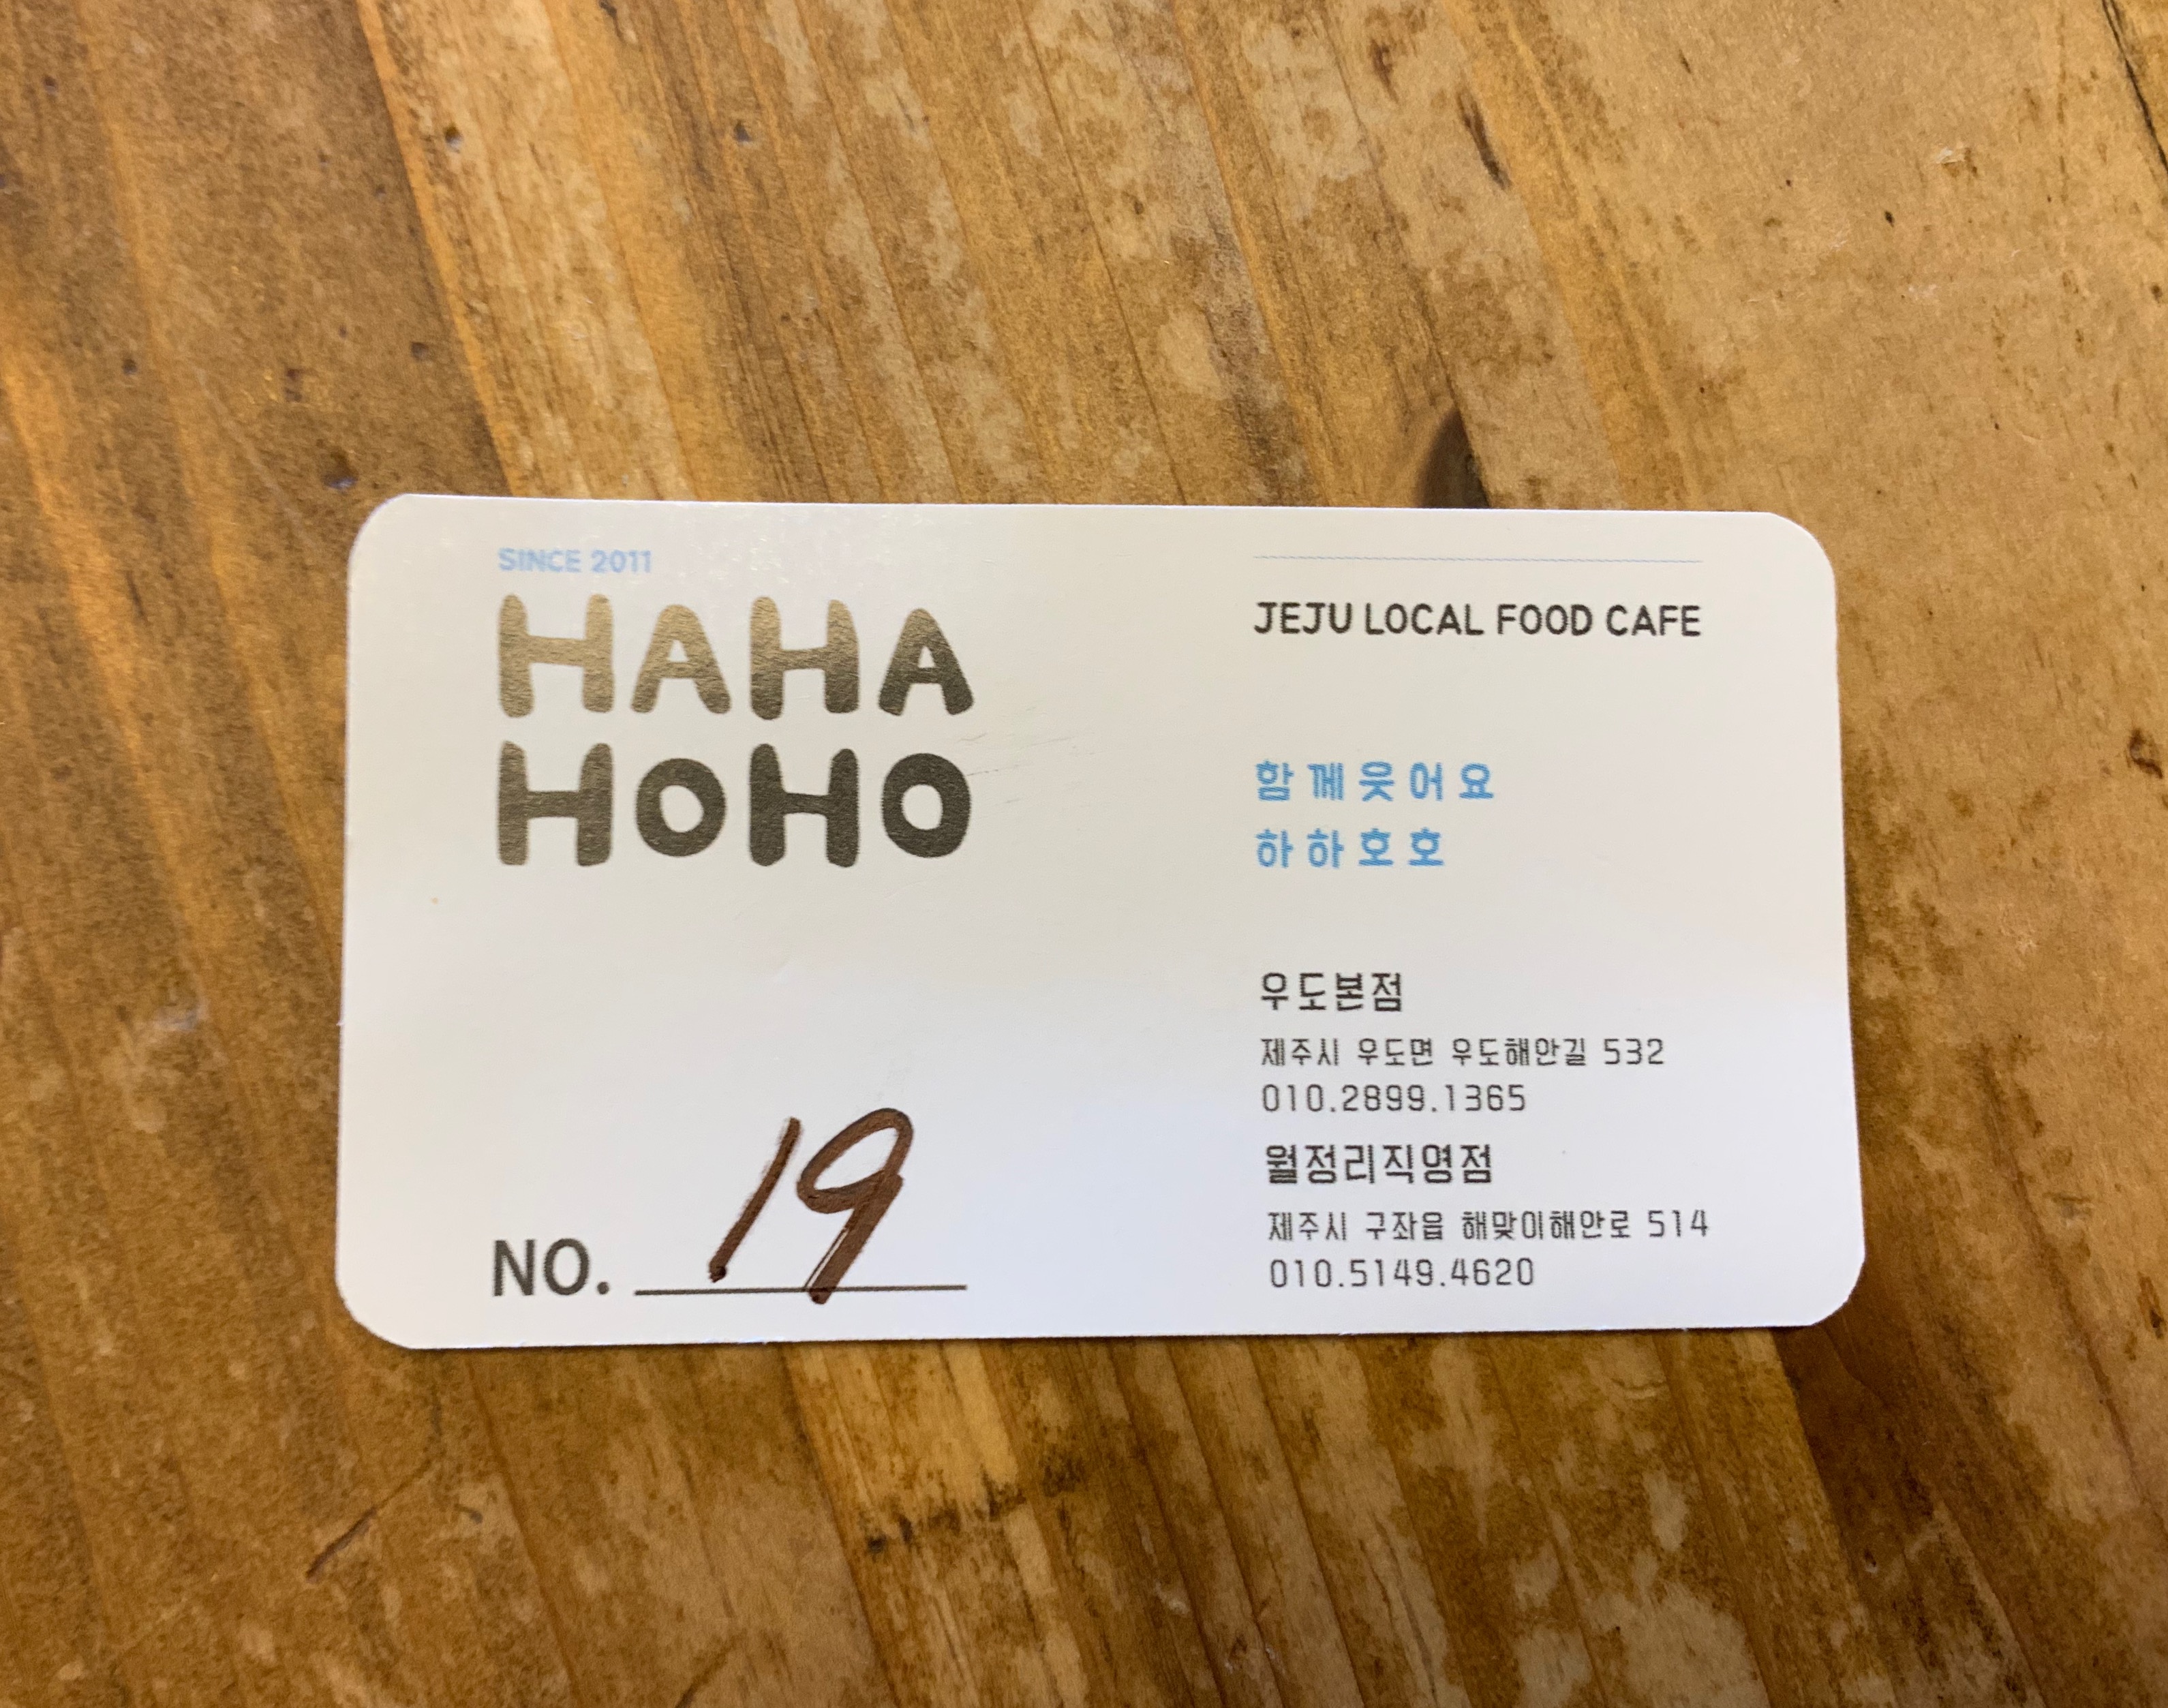 SINCE 2011
HAHA
HOHO
NO. 19
JEJU LOCAL FOOD CAFE
함께웃어요
하하호호
우도본점
제주시 우도면 우도해안길 532
010.2899.1365
월정리직영점
제주시 구좌읍 해맞이해안로 514
010.5149.4620